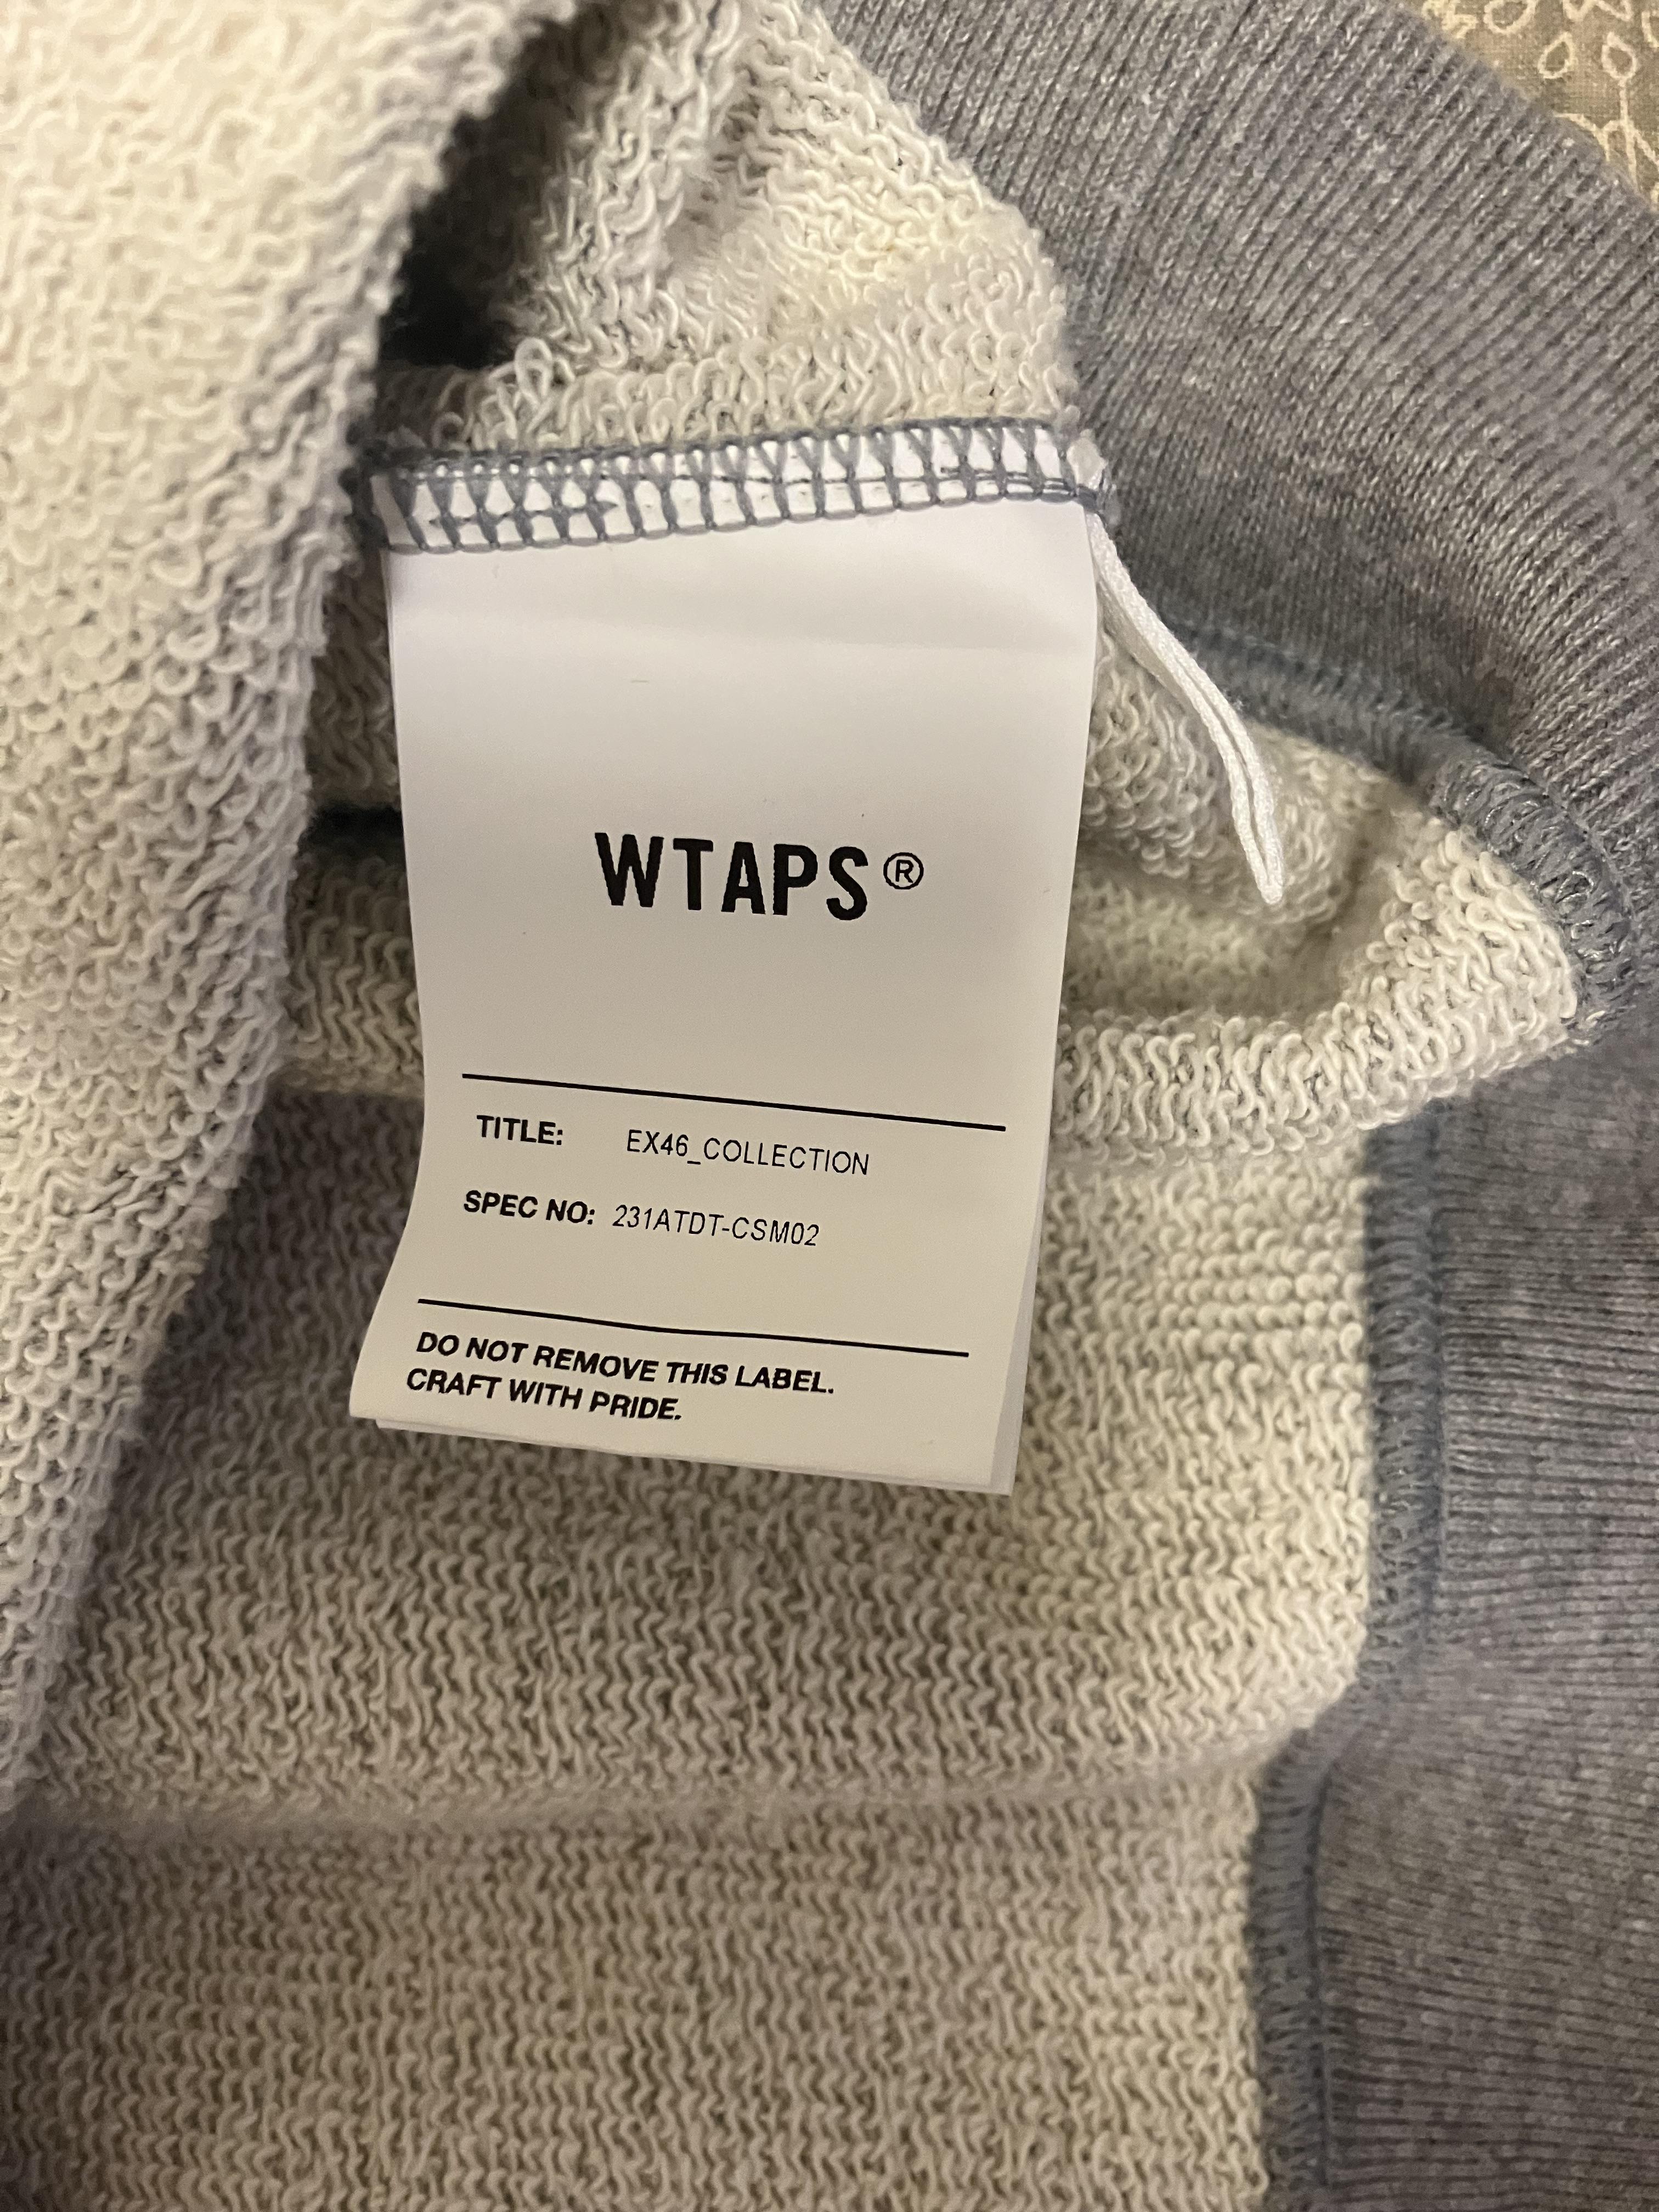 WTAPS®
TITLE: EX46_COLLECTION
SPEC NO: 231ATDT-CSM02
DO NOT REMOVE THIS LABEL.
CRAFT WITH PRIDE.